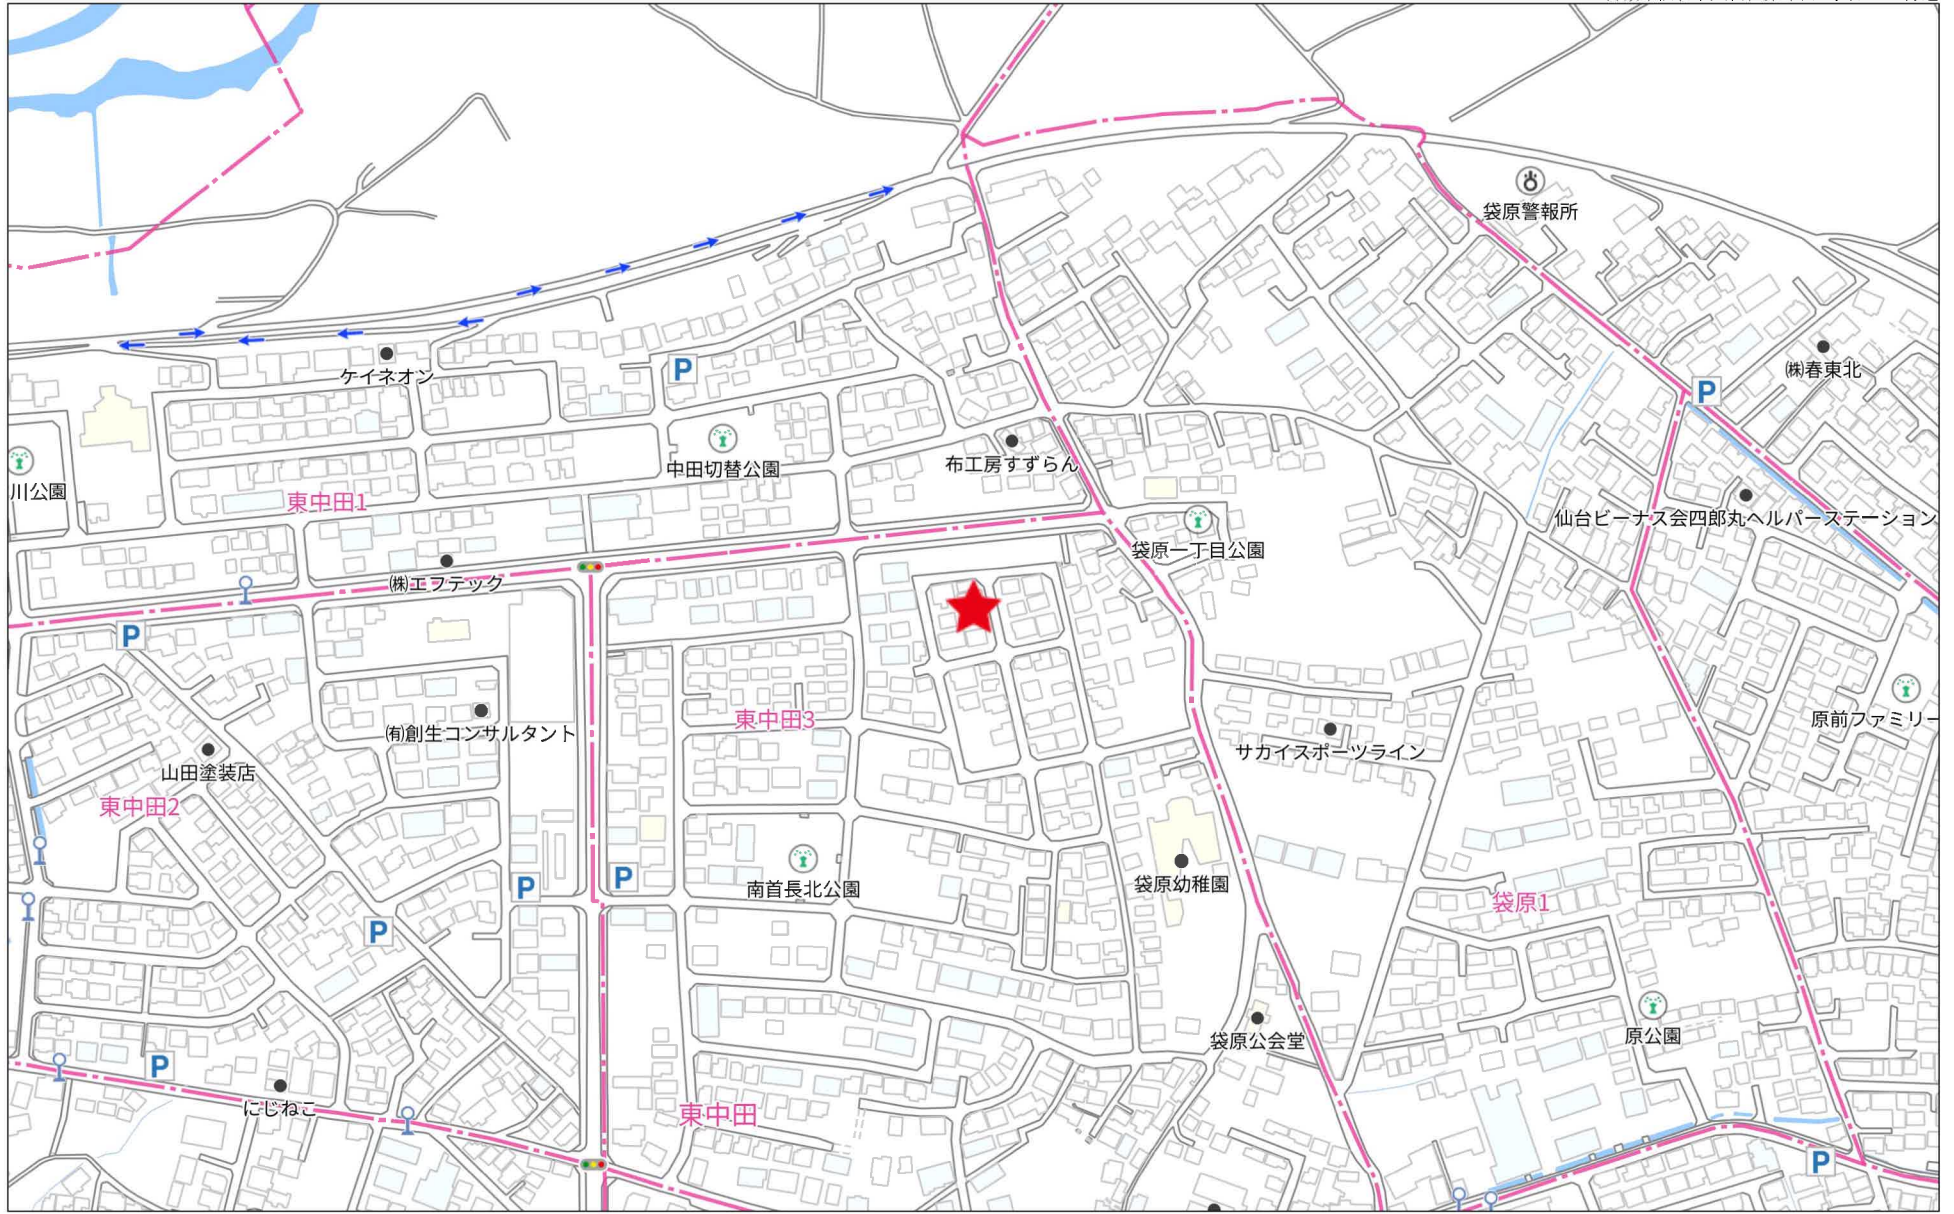 袋原警報所
P
ケイネオン
㈱春東北
P
中田切替公園
布工房すずらん
川公園
東中田1
仙台ビーナス会四郎丸ヘルパーステーション
袋原一丁目公園
㈱エフテック
P
原前ファミリー
東中田3
㈲創生コンサルタント
サカイスポーツライン
山田塗装店
東中田2
P
P
南首長北公園
袋原幼稚園
袋原1
P
原公園
袋原公会堂
P
にじねこ
東中田
P